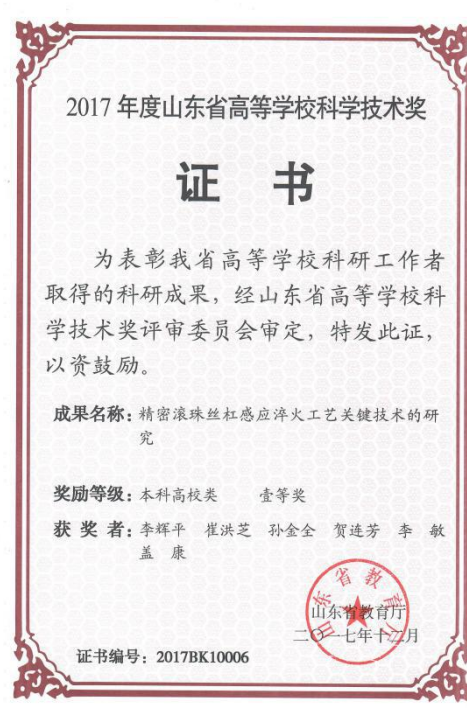 2017 年度山东省高等学校科学技术奖
证 书
为表彰我省高等学校科研工作者
取得的科研成果，经山东省高等学校科
学技术奖评审委员会审定，特发此证，
以资鼓励。
成果名称：精密滚珠丝杠感应淬火工艺关键技术的研
究
奖励等级：本科高校类 壹等奖
获 奖 者：李辉平 崔洪芝 孙金全 贺连芳 李 敏
盖 康
山东省教育厅
山东省教育厅
二〇一七年十二月
证书编号：2017BK10006